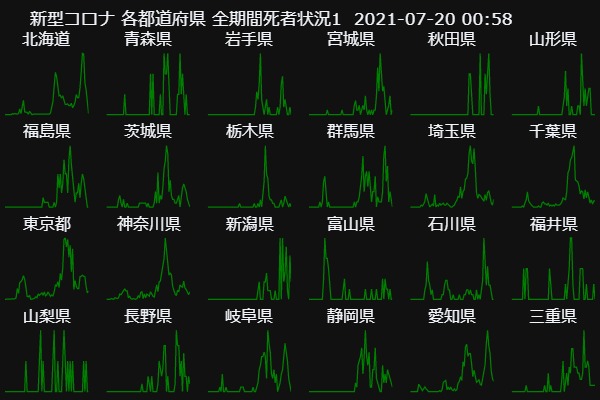 新型コロナ 各都道府県 全期間死者状況1 2021-07-20 00:58
北海道 青森県 岩手県 宮城県 秋田県 山形県
福島県 茨城県 栃木県 群馬県 埼玉県 千葉県
東京都 神奈川県 新潟県 富山県 石川県 福井県
山梨県 長野県 岐阜県 静岡県 愛知県 三重県